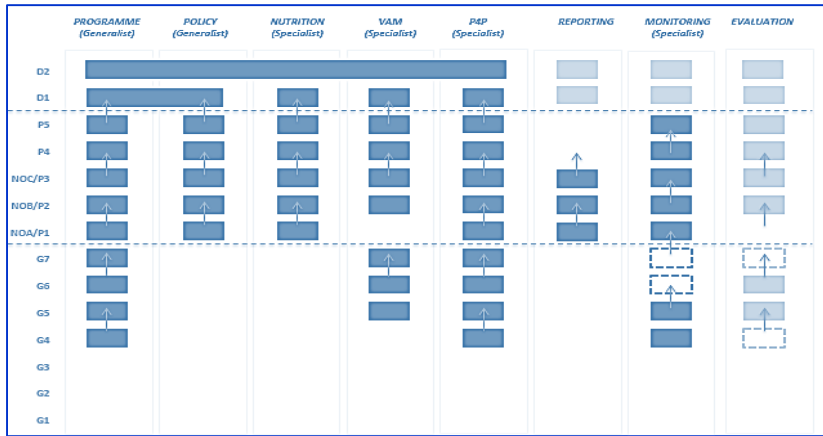 PROGRAMME POLICY NUTRITION VAM P4P REPORTING MONITORING EVALUATION
(Generalist) (Generalist) (Specialist) (Specialist) (Specialist) (Specialist)
D2
D1
P5
P4
NOC/P3
NOB/P2
NOA/P1
G7
G6
G5
G4
G3
G2
G1